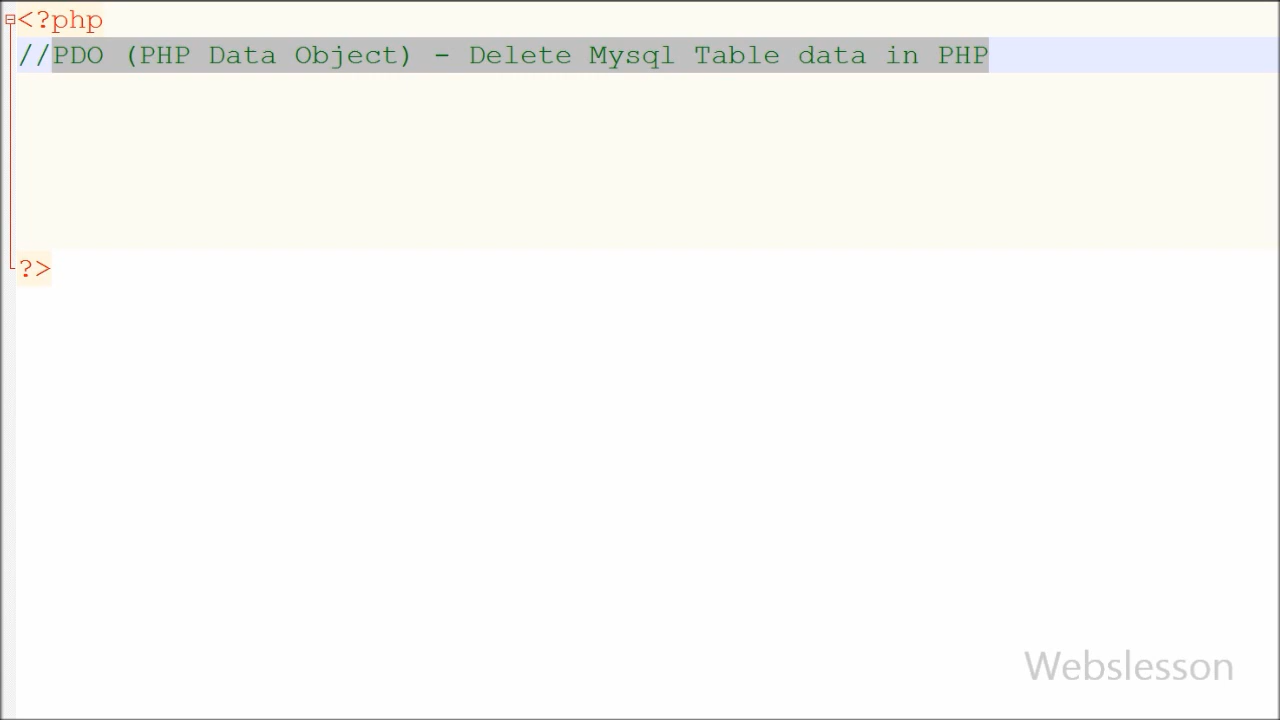 <?php
//PDO (PHP Data Object) - Delete Mysql Table data in PHP
?>
Webslesson